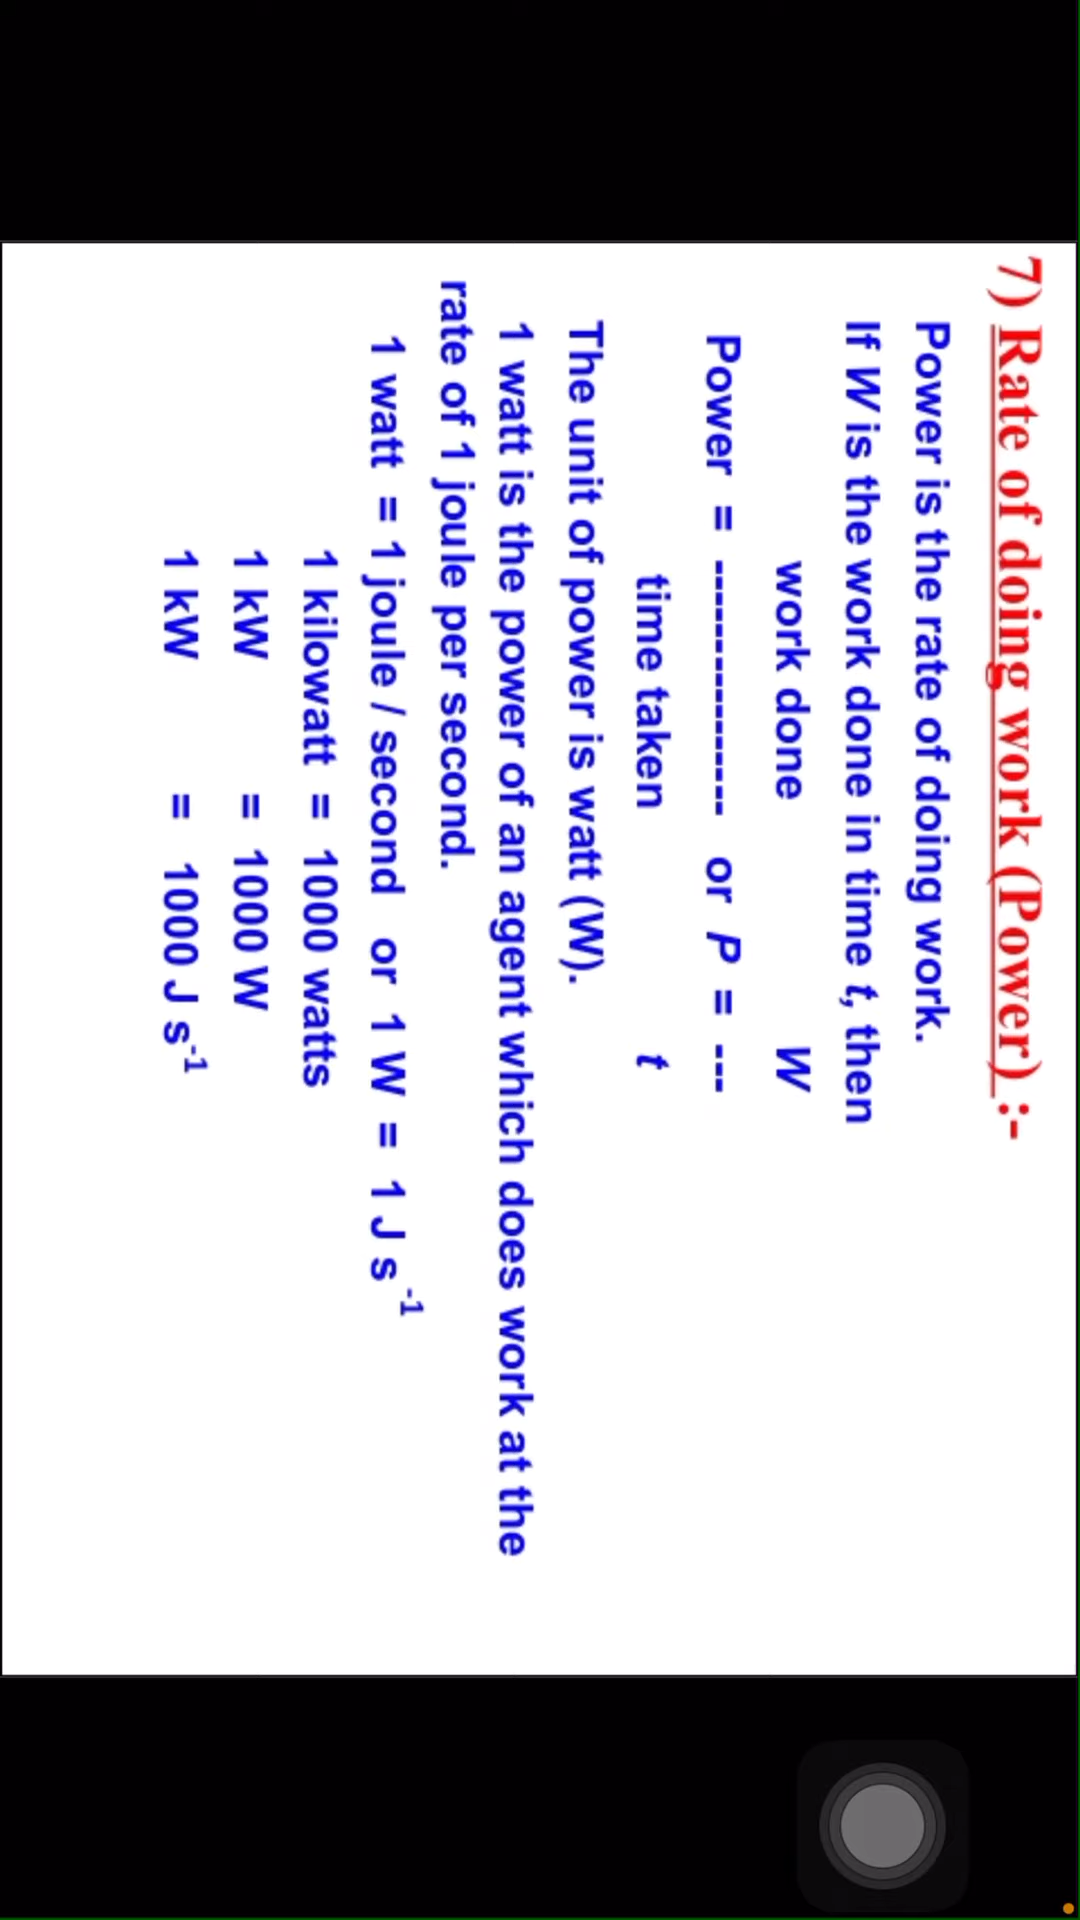 7) Rate of doing work (Power) :-
Power is the rate of doing work.
If W is the work done in time t, then
work done W
Power = --------------- or P = ---
time taken t
The unit of power is watt (W).
1 watt is the power of an agent which does work at the
rate of 1 joule per second.
1 watt = 1 joule / second or 1 W = 1 J s-1
1 kilowatt = 1000 watts
1 kW = 1000 W
1 kW = 1000 J s-1